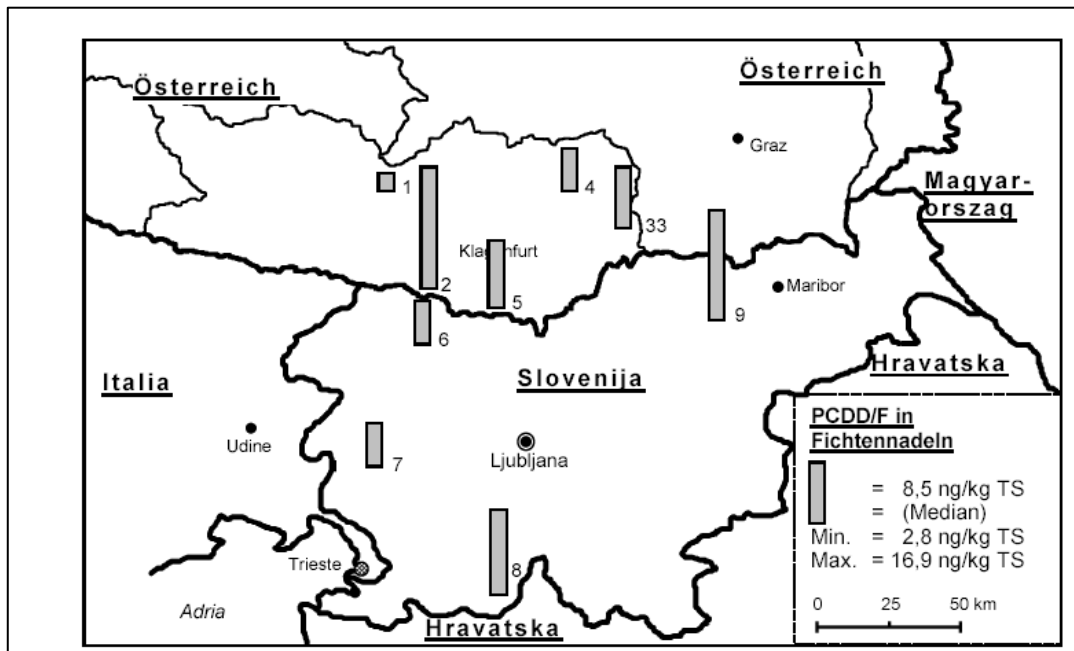 Österreich
Österreich
Graz
Magyar-
orszag
1
4
33
Klagenfurt
2
5
9
Maribor
6
Italia
Slovenija
Hravatska
Udine
7
Ljubljana
Trieste
8
Adria
Hravatska
PCDD/F in
Fichtennadeln
= 8,5 ng/kg TS
= (Median)
Min. = 2,8 ng/kg TS
Max. = 16,9 ng/kg TS
0 25 50 km